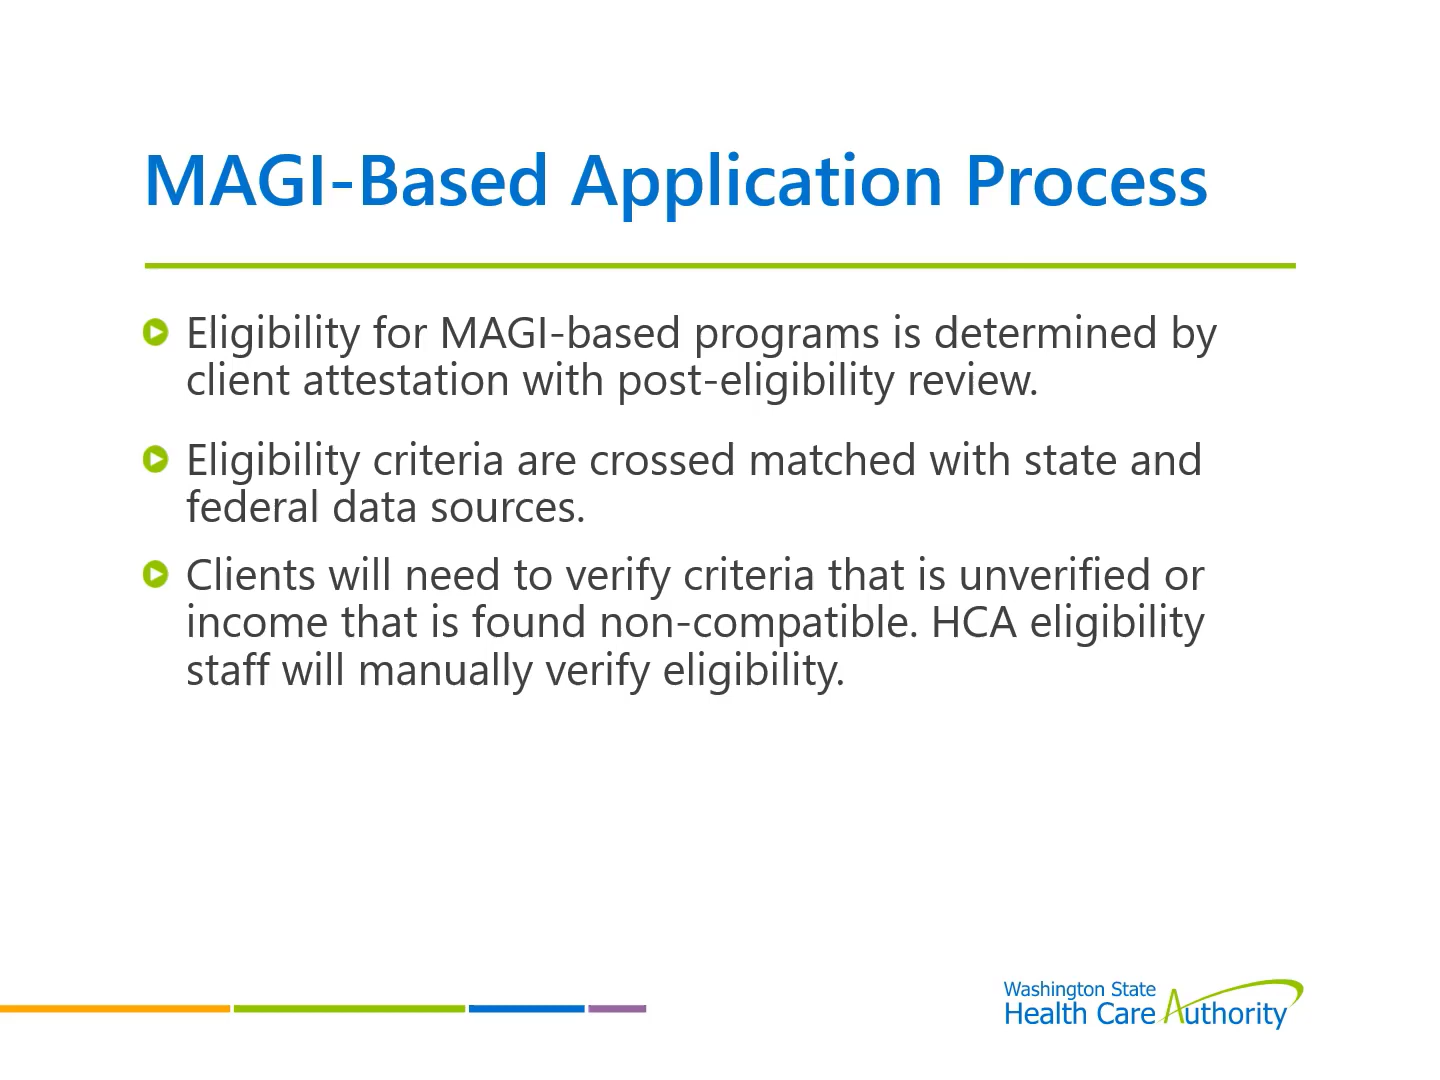 MAGI-Based Application Process
Eligibility for MAGI-based programs is determined by
client attestation with post-eligibility review.
Eligibility criteria are crossed matched with state and
federal data sources.
Clients will need to verify criteria that is unverified or
income that is found non-compatible. HCA eligibility
staff will manually verify eligibility.
Washington State
Health Care Authority